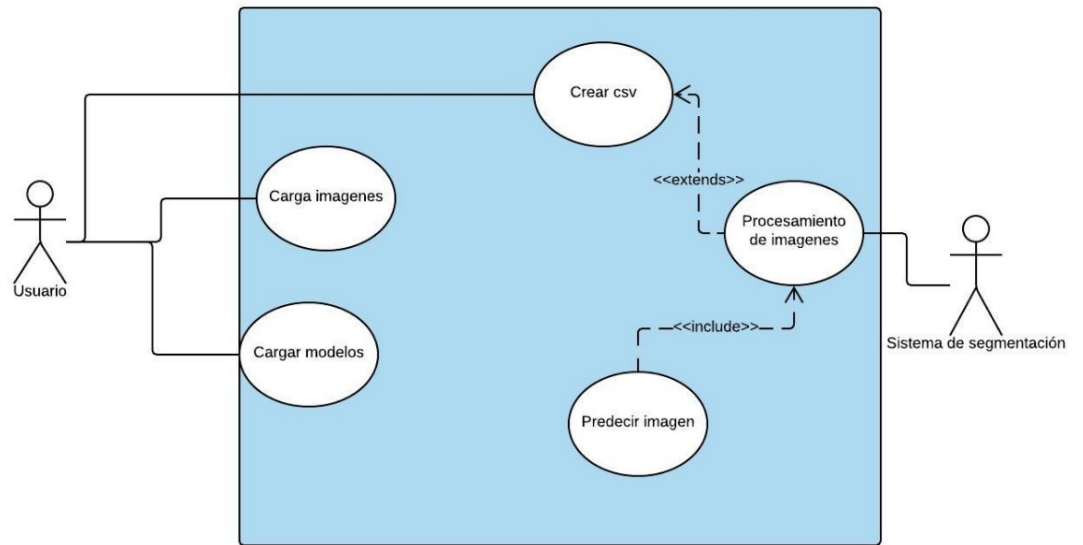 Crear csv
Carga imagenes
<<extends>>
Procesamiento
de imagenes
Usuario
<<include>>
Sistema de segmentación
Cargar modelos
Predecir imagen